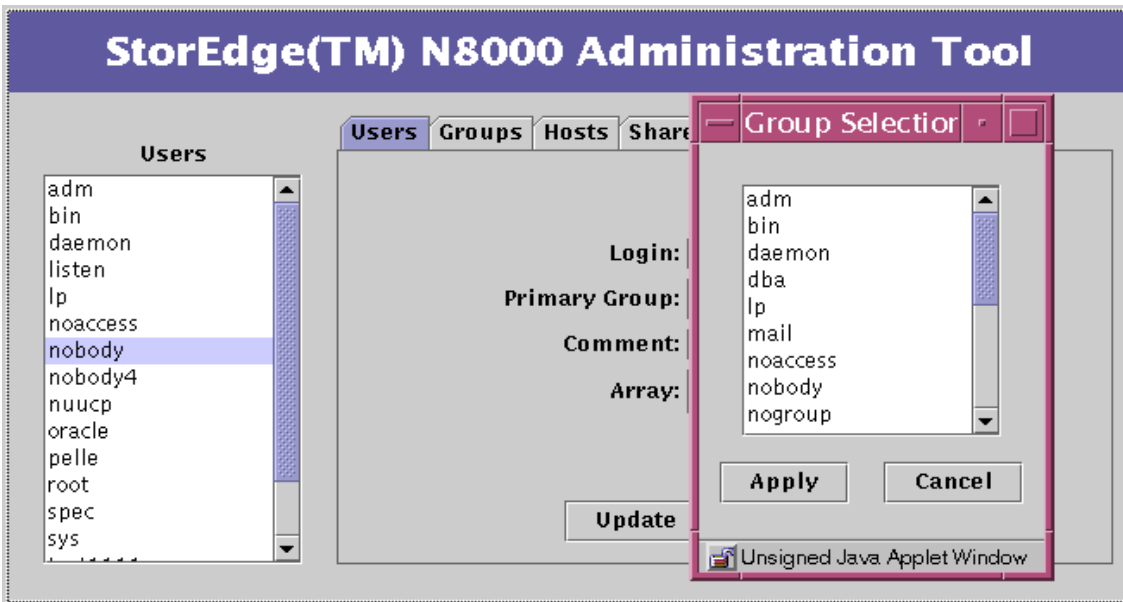 StorEdge(TM) N8000 Administration Tool
Users
adm
bin
daemon
listen
lp
noaccess
nobody
nobody4
nuucp
oracle
pelle
root
spec
sys
Users Groups Hosts Share
Login:
Primary Group:
Comment:
Array:
Update
Group Selection
adm
bin
daemon
dba
lp
mail
noaccess
nobody
nogroup
Apply Cancel
Unsigned Java Applet Window